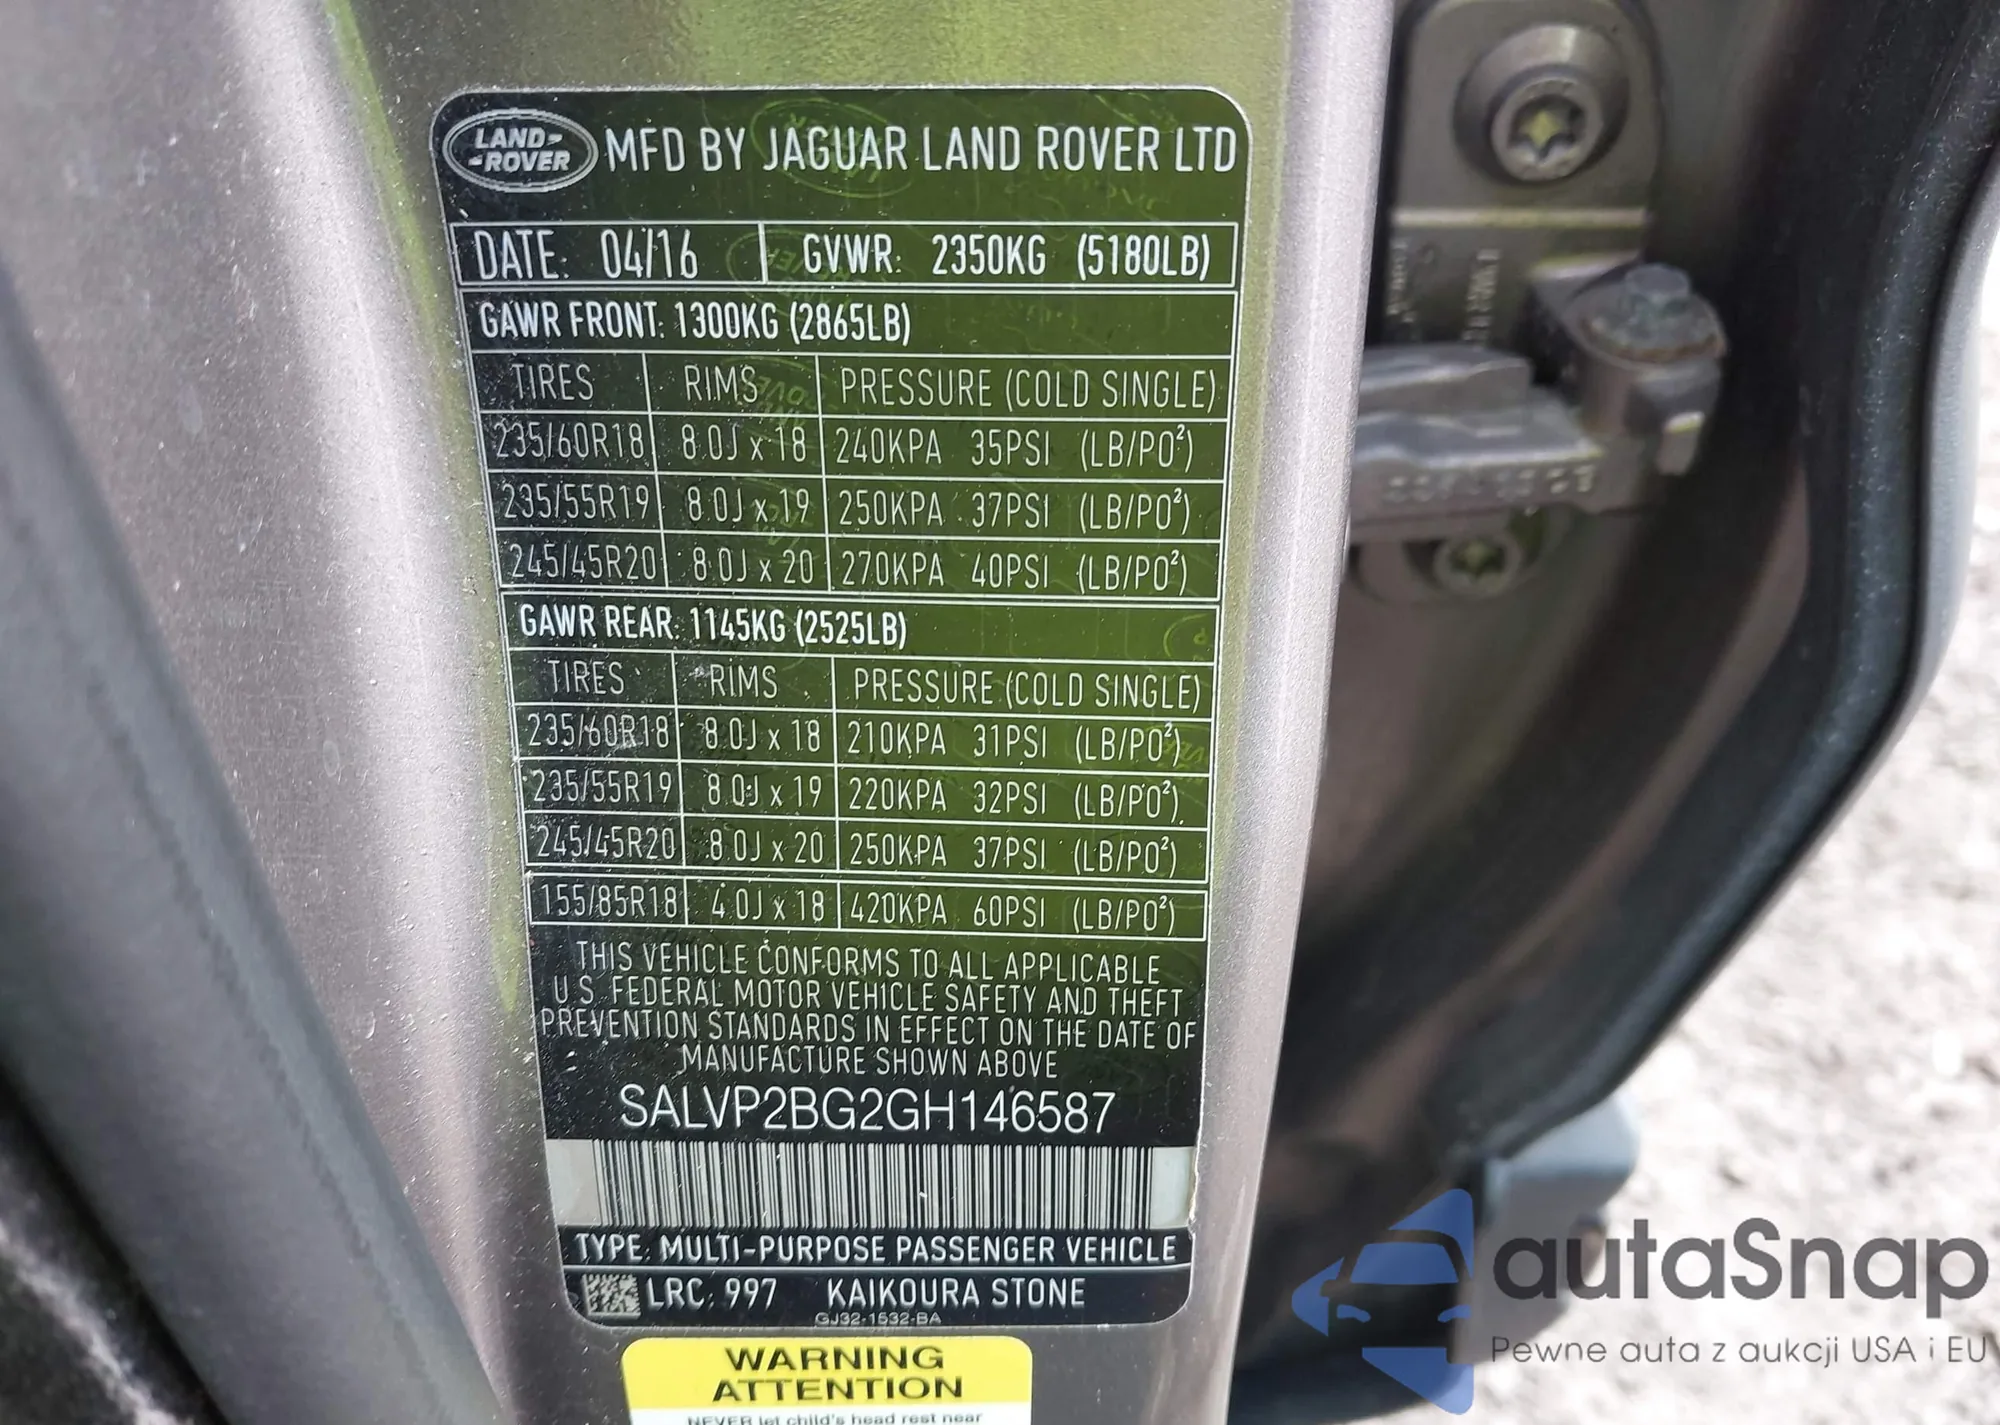 LAND-
-ROVER
MFD BY JAGUAR LAND ROVER LTD
DATE: 04/16 GVWR: 2350KG (5180LB)
GAWR FRONT: 1300KG (2865LB)
TIRES RIMS PRESSURE (COLD SINGLE)
235/60R18 8.0J x 18 240KPA 35PSI (LB/PO²)
235/55R19 8.0J x 19 250KPA 37PSI (LB/PO²)
245/45R20 8.0J x 20 270KPA 40PSI (LB/PO²)
GAWR REAR: 1145KG (2525LB)
TIRES RIMS PRESSURE (COLD SINGLE)
235/60R18 8.0J x 18 210KPA 31PSI (LB/PO²)
235/55R19 8.0J x 19 220KPA 32PSI (LB/PO²)
245/45R20 8.0J x 20 250KPA 37PSI (LB/PO²)
155/85R18 4.0J x 18 420KPA 60PSI (LB/PO²)
THIS VEHICLE CONFORMS TO ALL APPLICABLE
U.S. FEDERAL MOTOR VEHICLE SAFETY AND THEFT
PREVENTION STANDARDS IN EFFECT ON THE DATE OF
MANUFACTURE SHOWN ABOVE
SALVP2BG2GH146587
TYPE: MULTI-PURPOSE PASSENGER VEHICLE
LRC: 997 KAIKOURA STONE
GJ32-1532-BA
WARNING
ATTENTION
NEVER let child's head rest near
autaSnap
Pewne auta z aukcji USA i EU